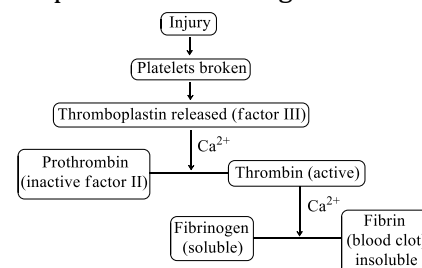 Injury
Platelets broken
Thromboplastin released (factor III)
Ca²⁺
Prothrombin
(inactive factor II)
Thrombin (active)
Ca²⁺
Fibrinogen
(soluble)
Fibrin
(blood clot)
insoluble